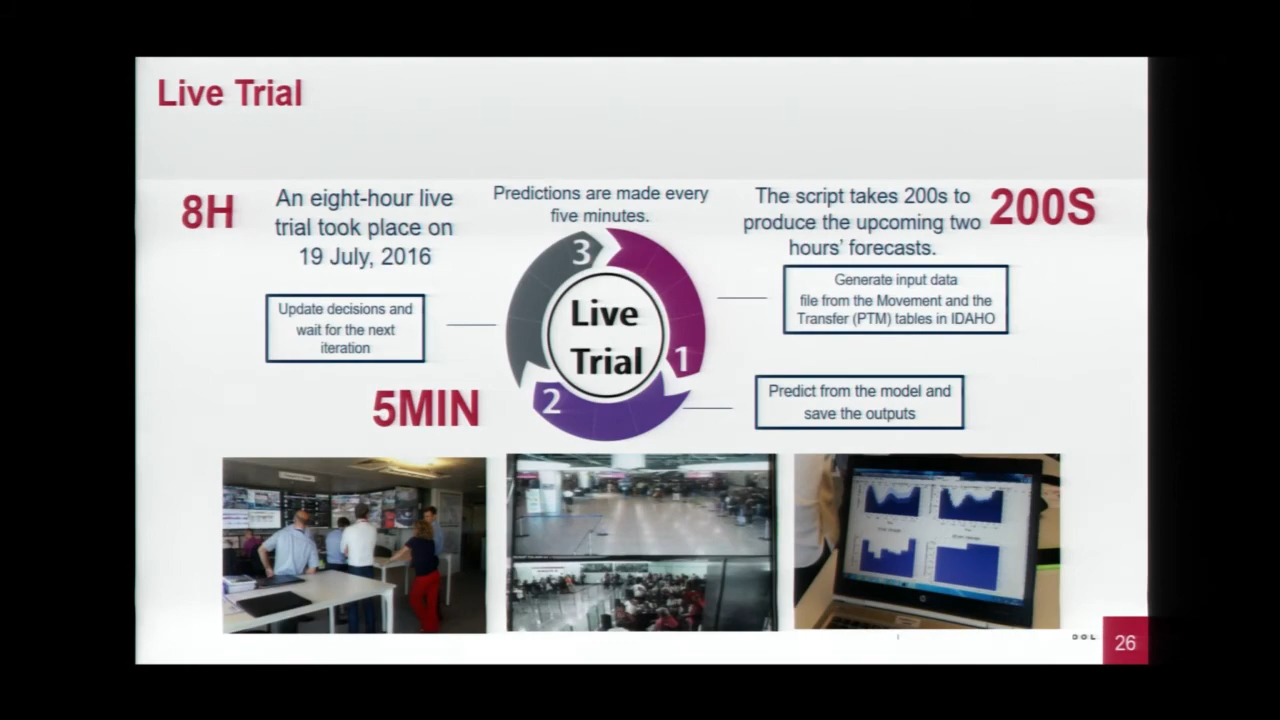 Live Trial
8H
An eight-hour live
trial took place on
19 July, 2016
Predictions are made every
five minutes.
The script takes 200s to
produce the upcoming two
hours' forecasts.
200S
3
Live
Trial
1
2
Update decisions and
wait for the next
iteration
Generate input data
file from the Movement and the
Transfer (PTM) tables in IDAHO
5MIN
Predict from the model and
save the outputs
26